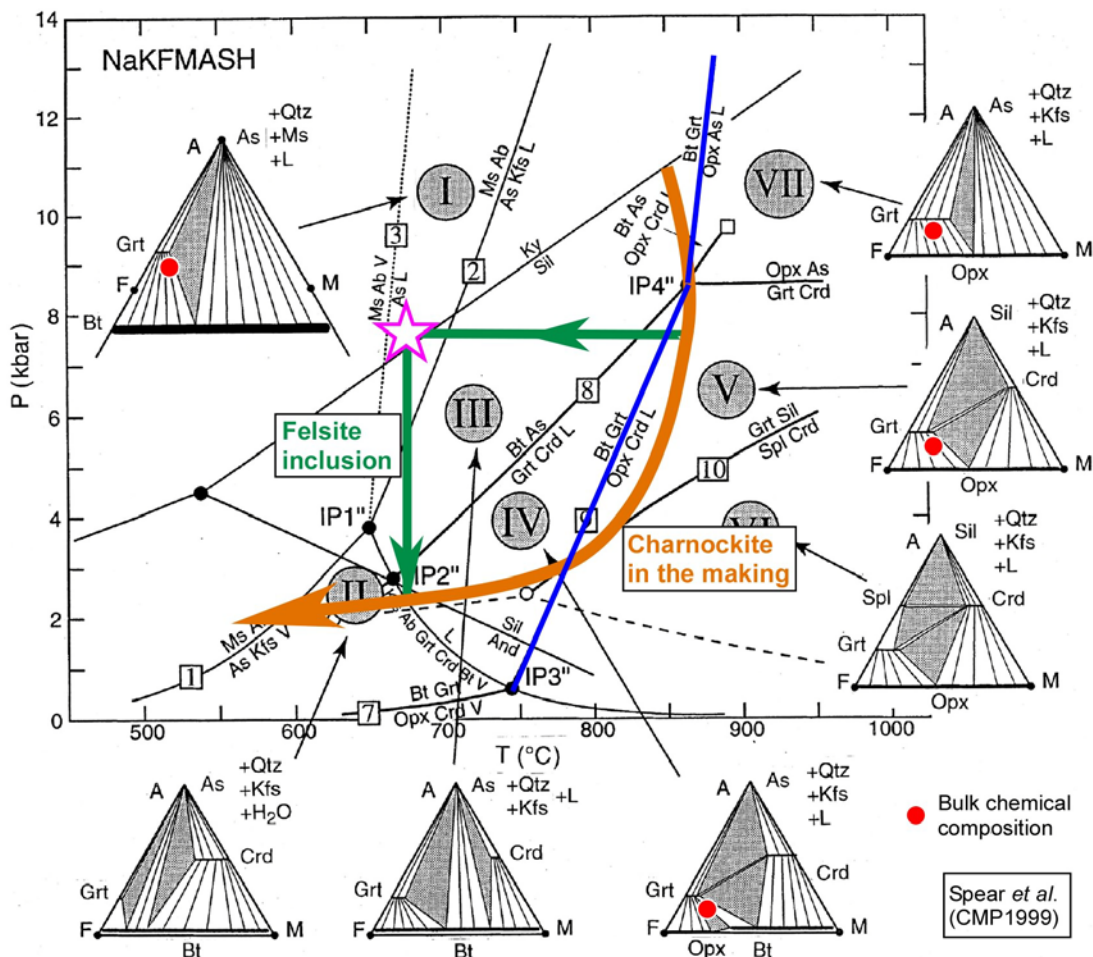 NaKFMASH
P (kbar)
14
12
10
8
6
4
2
0
500
600
700
800
900
1000
T (°C)
A
As
+Qtz
+Ms
+L
Grt
F
M
Bt
I
3
Ms Ab V
As L
Ms Ab
As Kfs L
2
Ky
Sil
Bt As
Opx Crd L
Bt Grt
Opx As L
VII
IP4"
Opx As
Grt Crd
A
As
+Qtz
+Kfs
+L
Grt
F
M
Opx
III
8
Bt As
Grt Crd L
Bt Grt
Opx Crd L
V
Grt Sil
Spl Crd
10
A
Sil
+Qtz
+Kfs
+L
Crd
Grt
F
M
Opx
Felsite
inclusion
IP1"
IV
9
VI
Charnockite
in the making
A
Sil
+Qtz
+Kfs
+L
Spl
Crd
Grt
F
M
Opx
II
IP2"
Ab Grt Crd Bt V
L
Sil
And
As Kfs V
1
IP3"
Bt Grt
Opx Crd V
7
A
As
+Qtz
+Kfs
+H2O
Crd
Grt
F
M
Bt
A
As
+Qtz
+L
+Kfs
Crd
Grt
F
M
Bt
A
As
+Qtz
+Kfs
+L
Crd
Grt
F
M
Opx
Bt
Bulk chemical
composition
Spear et al.
(CMP1999)